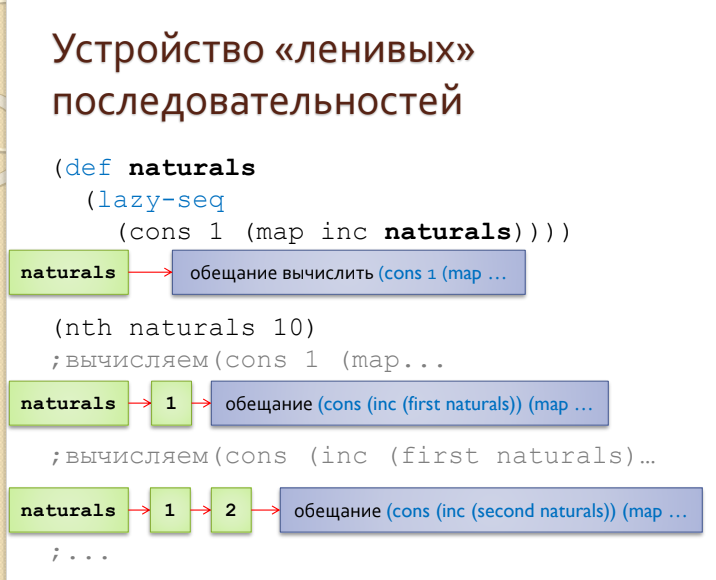 Устройство «ленивых»
последовательностей
(def naturals
(lazy-seq
(cons 1 (map inc naturals))))
naturals обещание вычислить (cons 1 (map …
(nth naturals 10)
;вычисляем(cons 1 (map...
naturals 1 обещание (cons (inc (first naturals)) (map …
;вычисляем(cons (inc (first naturals)…
naturals 1 2 обещание (cons (inc (second naturals)) (map …
;...